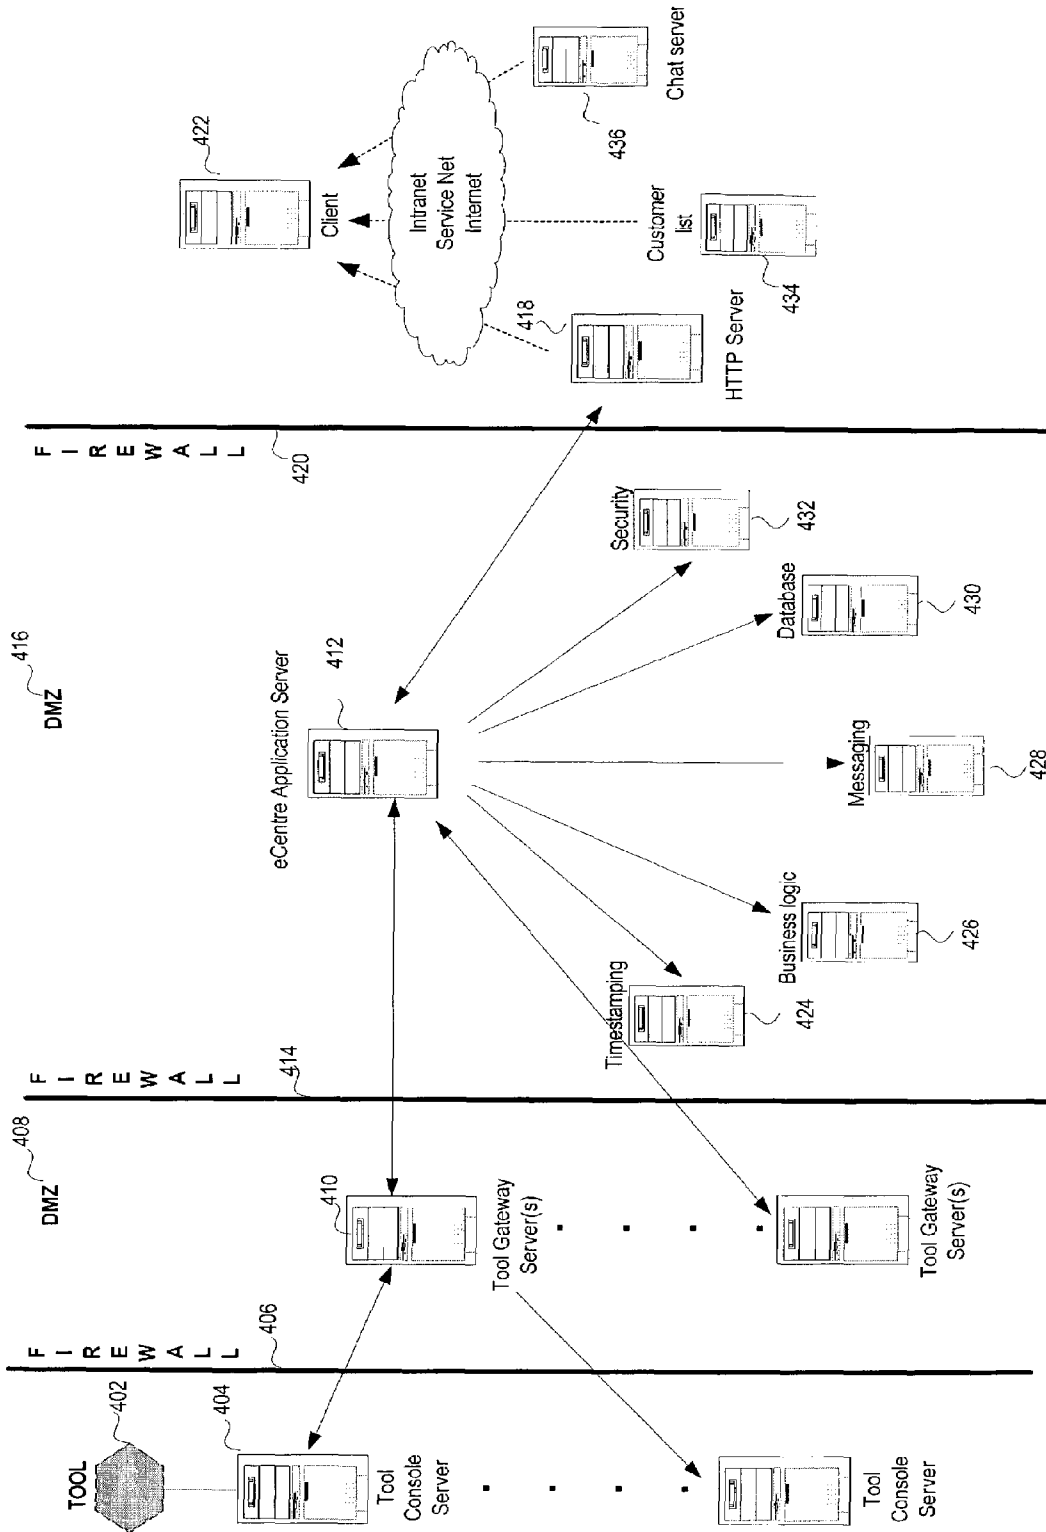 TOOL
402
404
Tool
Console
Server
Tool
Console
Server
F I R E W A L L
406
DMZ
408
410
Tool Gateway
Server(s)
Tool Gateway
Server(s)
F I R E W A L L
414
DMZ
416
eCentre Application Server
412
Timestamping
424
Business logic
426
Messaging
428
Database
430
Security
432
F I R E W A L L
420
422
Client
Intranet
Service Net
Internet
418
HTTP Server
Customer
list
434
436
Chat server